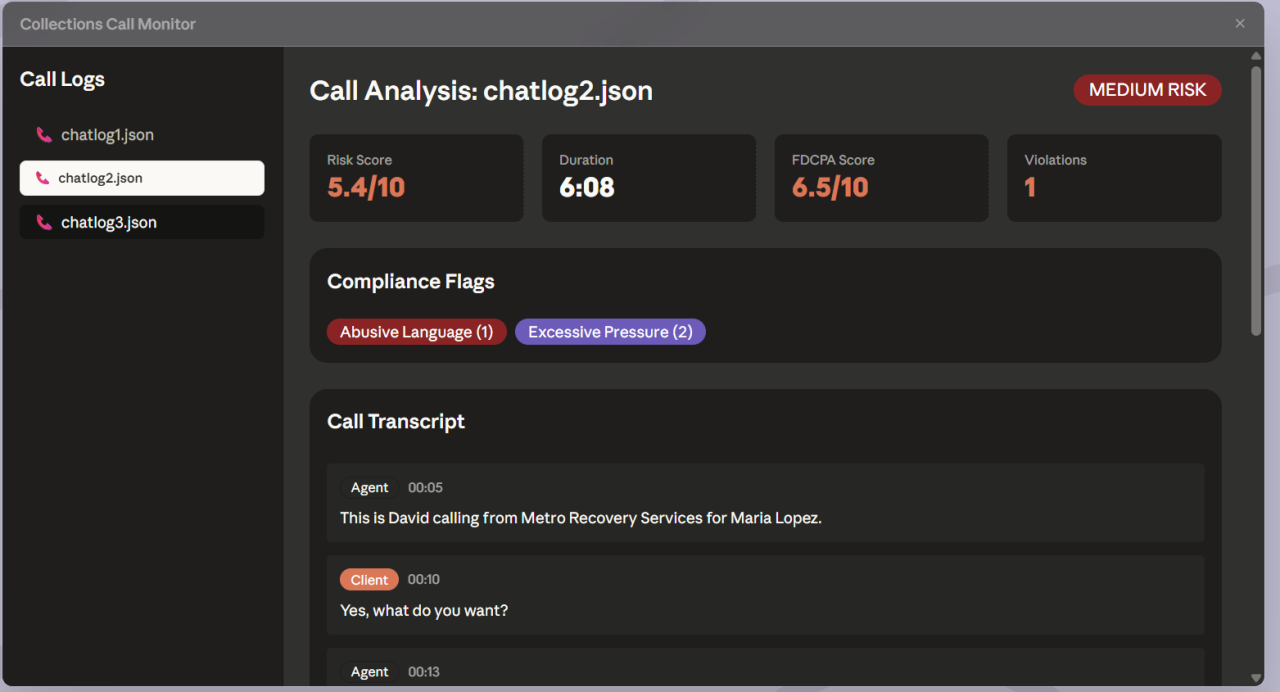 Collections Call Monitor
Call Logs
chatlog1.json
chatlog2.json
chatlog3.json
Call Analysis: chatlog2.json
MEDIUM RISK
Risk Score
5.4/10
Duration
6:08
FDCPA Score
6.5/10
Violations
1
Compliance Flags
Abusive Language (1)
Excessive Pressure (2)
Call Transcript
Agent 00:05
This is David calling from Metro Recovery Services for Maria Lopez.
Client 00:10
Yes, what do you want?
Agent 00:13